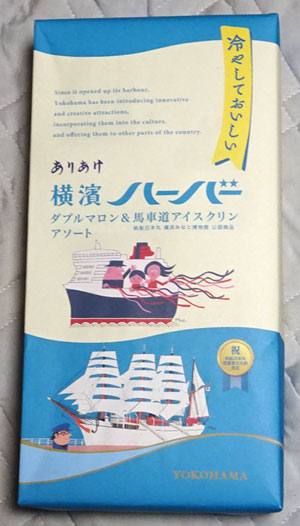 冷やしておいしい
Since it opened up its harbour,
Yokohama has been introducing innovative
and creative attractions,
incorporating them into the culture,
and offering them to other parts of the country.
ありあけ
横濱ハーバー
ダブルマロン&馬車道アイスクリン
アソート
帆船日本丸 横浜みなと博物館 公認商品
祝
YOKOHAMA